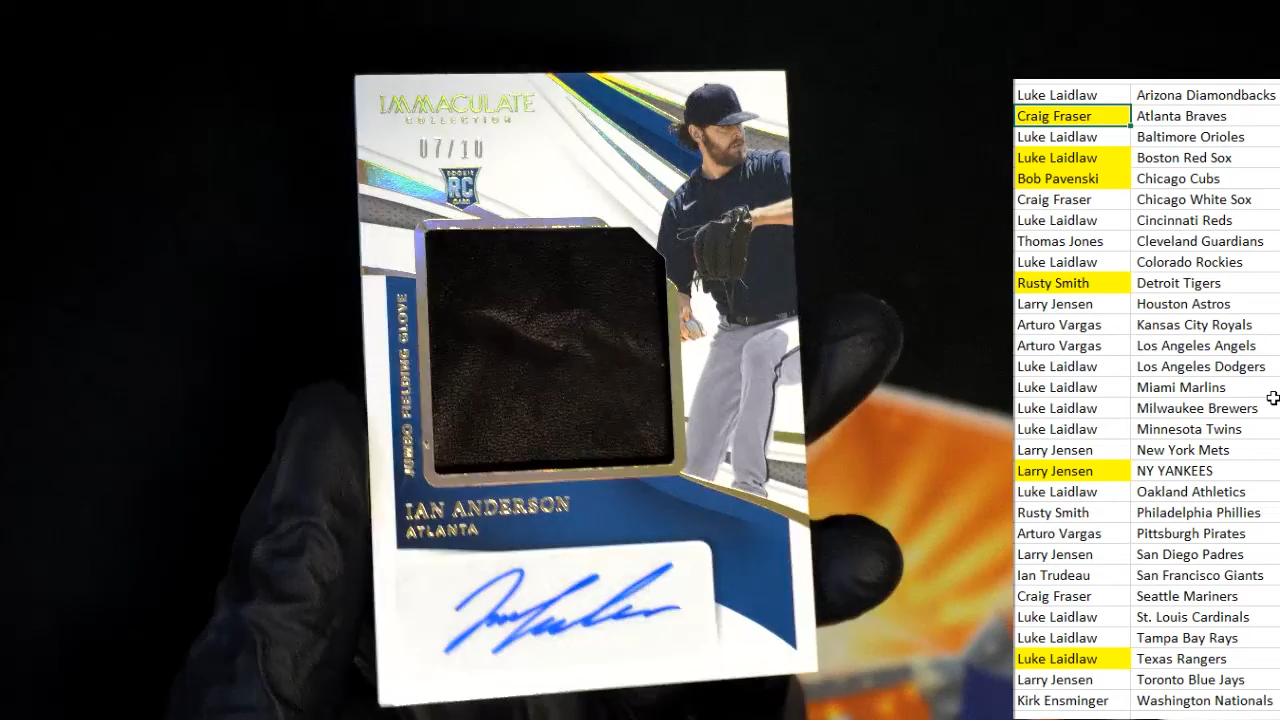 IMMACULATE
COLLECTION
07/10
ROOKIE
RC
CARD
JUMBO FIELDING GLOVE
IAN ANDERSON
ATLANTA
Luke Laidlaw Arizona Diamondbacks
Craig Fraser Atlanta Braves
Luke Laidlaw Baltimore Orioles
Luke Laidlaw Boston Red Sox
Bob Pavenski Chicago Cubs
Craig Fraser Chicago White Sox
Luke Laidlaw Cincinnati Reds
Thomas Jones Cleveland Guardians
Luke Laidlaw Colorado Rockies
Rusty Smith Detroit Tigers
Larry Jensen Houston Astros
Arturo Vargas Kansas City Royals
Arturo Vargas Los Angeles Angels
Luke Laidlaw Los Angeles Dodgers
Luke Laidlaw Miami Marlins
Luke Laidlaw Milwaukee Brewers
Luke Laidlaw Minnesota Twins
Larry Jensen New York Mets
Larry Jensen NY YANKEES
Luke Laidlaw Oakland Athletics
Rusty Smith Philadelphia Phillies
Arturo Vargas Pittsburgh Pirates
Larry Jensen San Diego Padres
Ian Trudeau San Francisco Giants
Craig Fraser Seattle Mariners
Luke Laidlaw St. Louis Cardinals
Luke Laidlaw Tampa Bay Rays
Luke Laidlaw Texas Rangers
Larry Jensen Toronto Blue Jays
Kirk Ensminger Washington Nationals